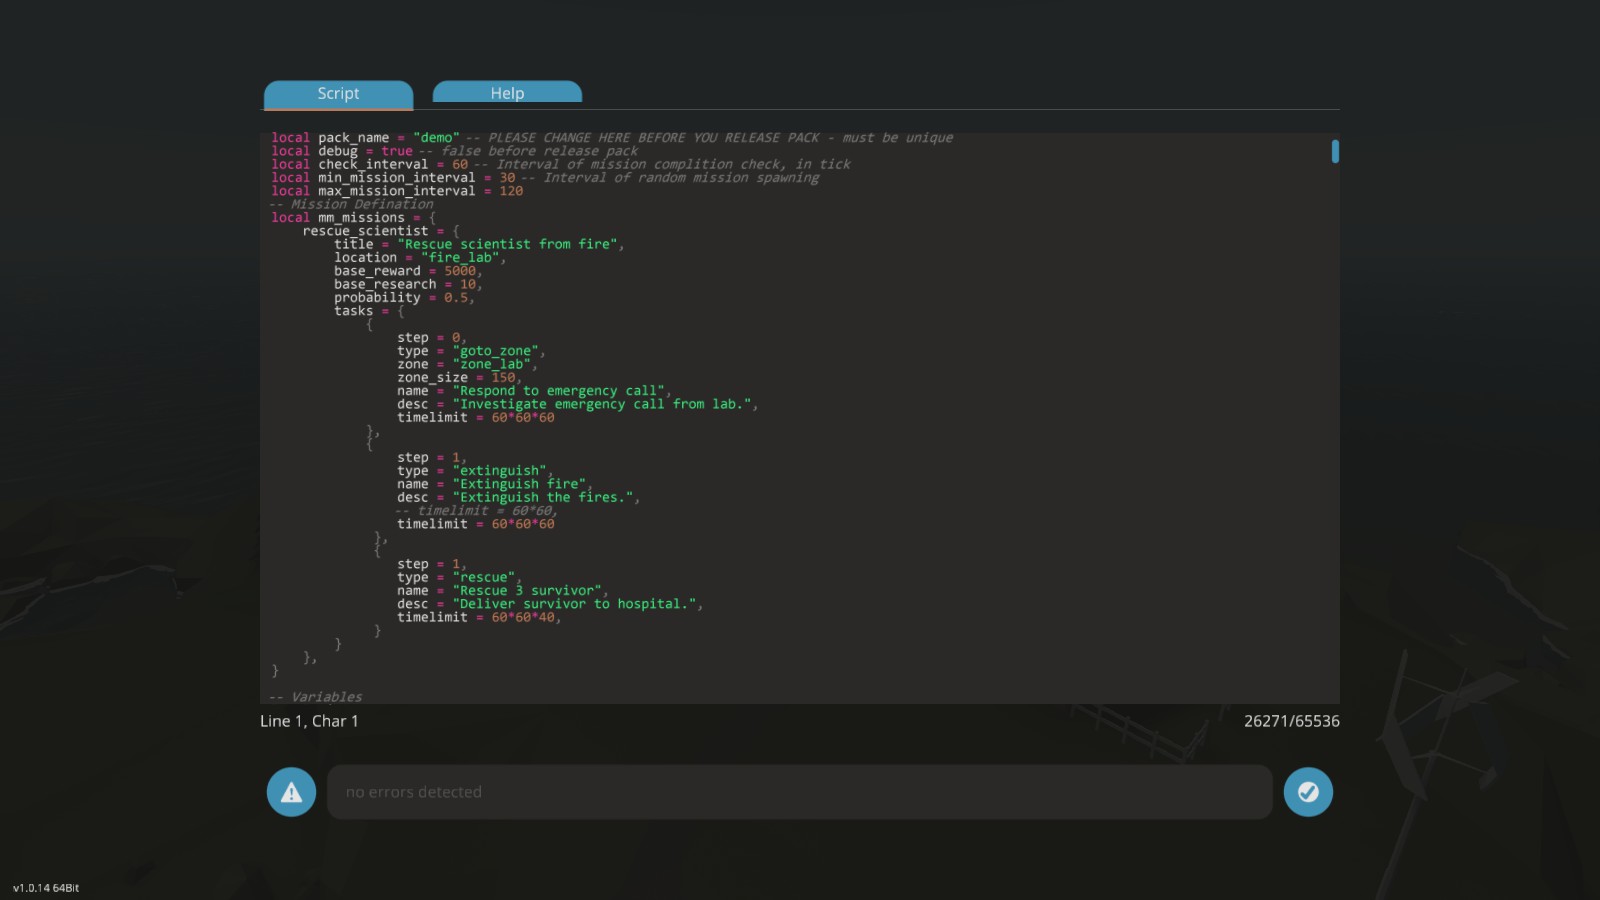 Script
Help
local pack_name = "demo" -- PLEASE CHANGE HERE BEFORE YOU RELEASE PACK - must be unique
local debug = true -- false before release pack
local check_interval = 60 -- Interval of mission complition check, in tick
local min_mission_interval = 30 -- Interval of random mission spawning
local max_mission_interval = 120
-- Mission Defination
local mm_missions = {
rescue_scientist = {
title = "Rescue scientist from fire",
location = "fire_lab",
base_reward = 5000,
base_research = 10,
probability = 0.5,
tasks = {
{
step = 0,
type = "goto_zone",
zone = "zone_lab",
zone_size = 150,
name = "Respond to emergency call",
desc = "Investigate emergency call from lab.",
timelimit = 60*60*60
},
{
step = 1,
type = "extinguish",
name = "Extinguish fire",
desc = "Extinguish the fires.",
-- timelimit = 60*60,
timelimit = 60*60*60
},
{
step = 1,
type = "rescue",
name = "Rescue 3 survivor",
desc = "Deliver survivor to hospital.",
timelimit = 60*60*40,
}
}
},
}
-- Variables
Line 1, Char 1
26271/65536
no errors detected
v1.0.14 64Bit